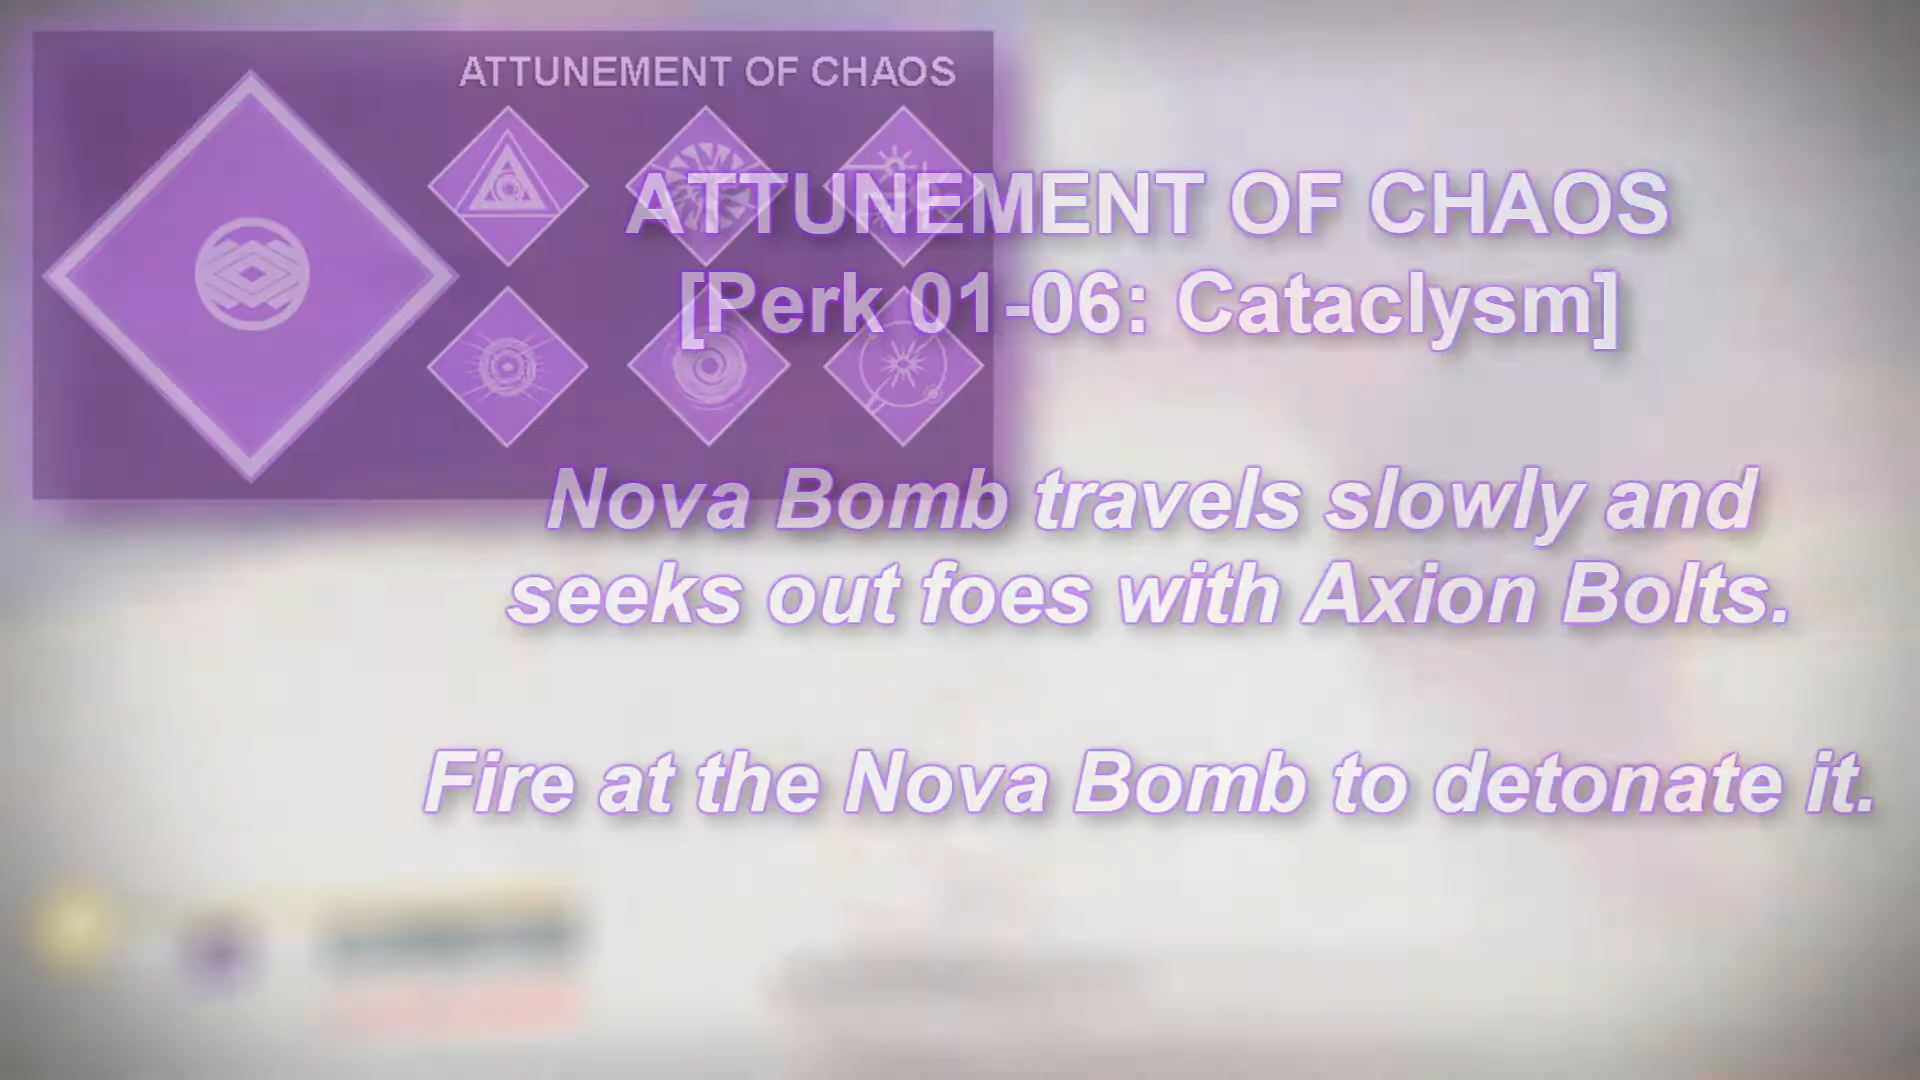 ATTUNEMENT OF CHAOS
ATTUNEMENT OF CHAOS
[Perk 01-06: Cataclysm]
Nova Bomb travels slowly and
seeks out foes with Axion Bolts.
Fire at the Nova Bomb to detonate it.